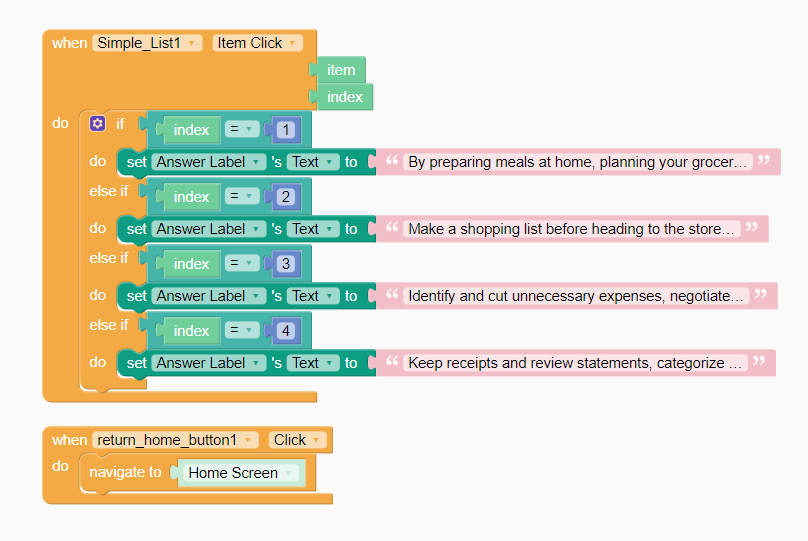 when Simple_List1 Item Click
item
index
do if index = 1
do set Answer Label 's Text to “ By preparing meals at home, planning your grocer… ”
else if index = 2
do set Answer Label 's Text to “ Make a shopping list before heading to the store… ”
else if index = 3
do set Answer Label 's Text to “ Identify and cut unnecessary expenses, negotiate… ”
else if index = 4
do set Answer Label 's Text to “ Keep receipts and review statements, categorize … ”
when return_home_button1 Click
do navigate to Home Screen